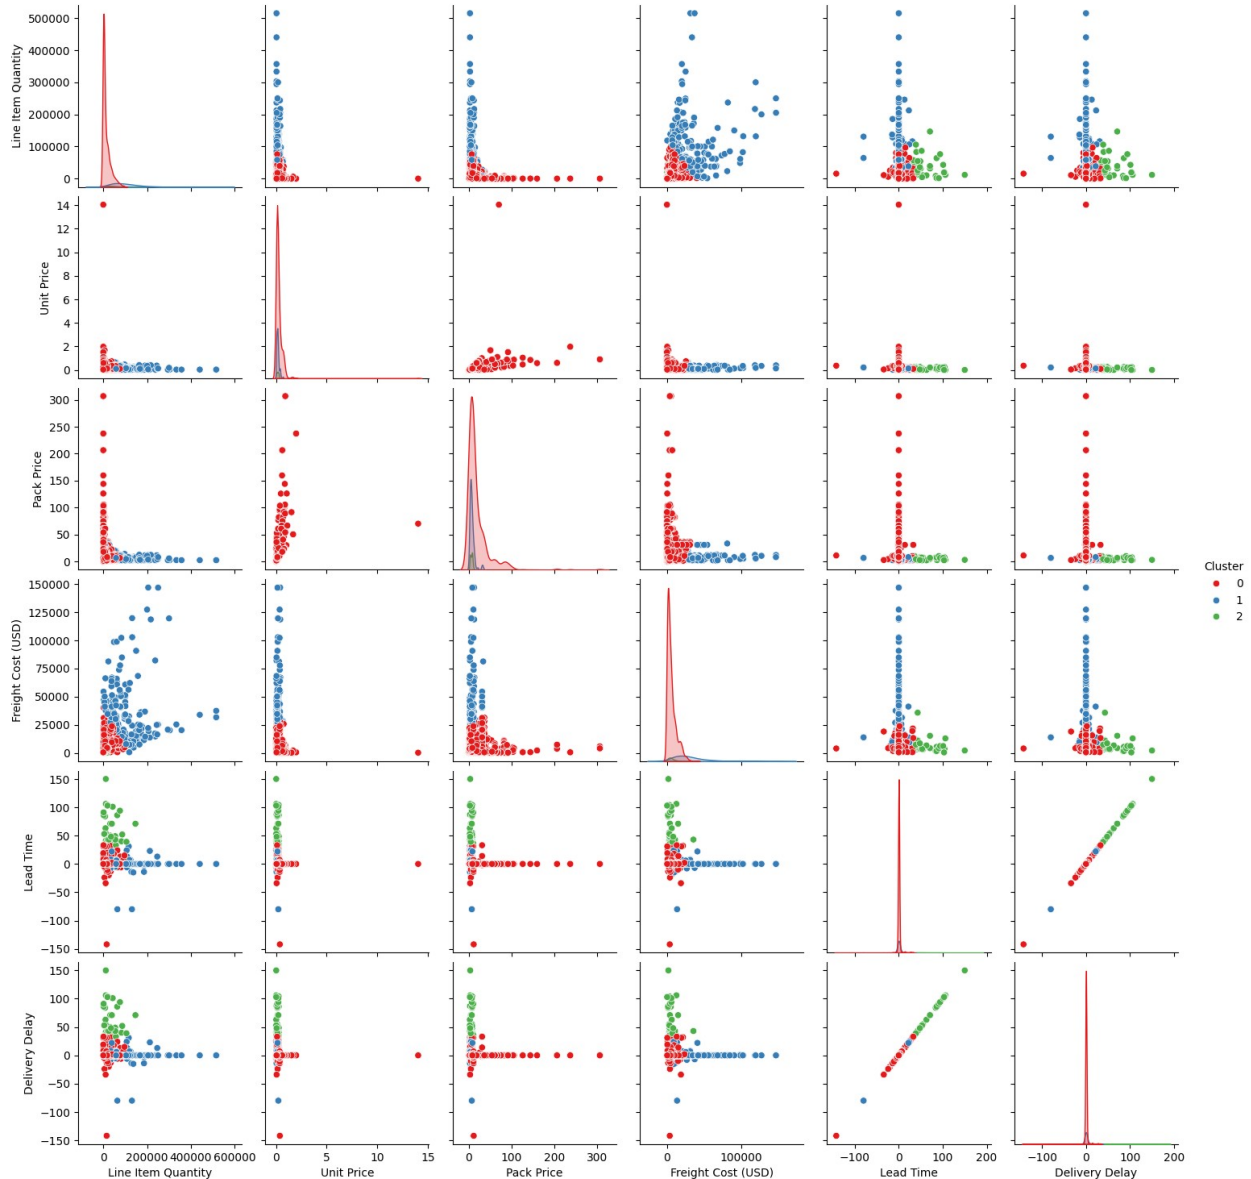 500000
400000
300000
200000
100000
0
Line Item Quantity
14
12
10
8
6
4
2
0
Unit Price
300
250
200
150
100
50
0
Pack Price
150000
125000
100000
75000
50000
25000
0
Freight Cost (USD)
Cluster
0
1
2
150
100
50
0
−50
−100
−150
Lead Time
150
100
50
0
−50
−100
−150
Delivery Delay
0 200000 400000 600000
Line Item Quantity
0 5 10 15
Unit Price
0 100 200 300
Pack Price
0 100000
Freight Cost (USD)
−100 0 100 200
Lead Time
−100 0 100 200
Delivery Delay